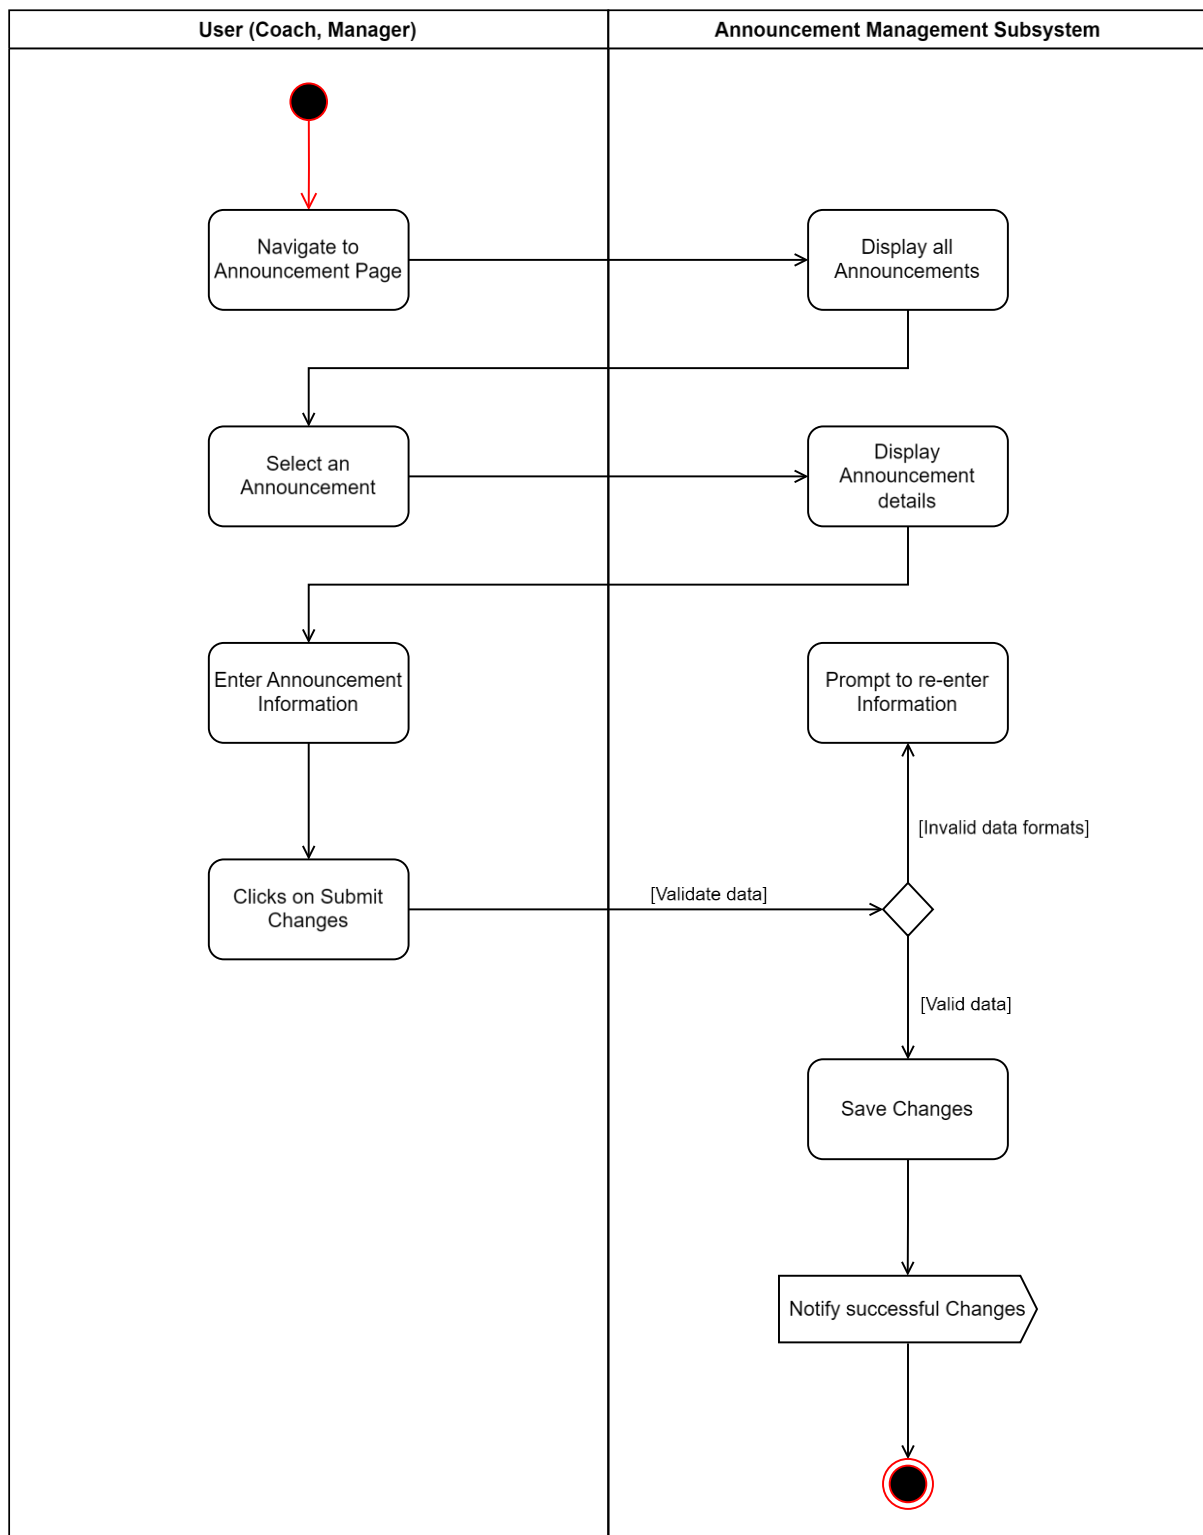 User (Coach, Manager)
Announcement Management Subsystem
Navigate to
Announcement Page
Display all
Announcements
Select an
Announcement
Display
Announcement
details
Enter Announcement
Information
Prompt to re-enter
Information
[Invalid data formats]
Clicks on Submit
Changes
[Validate data]
[Valid data]
Save Changes
Notify successful Changes